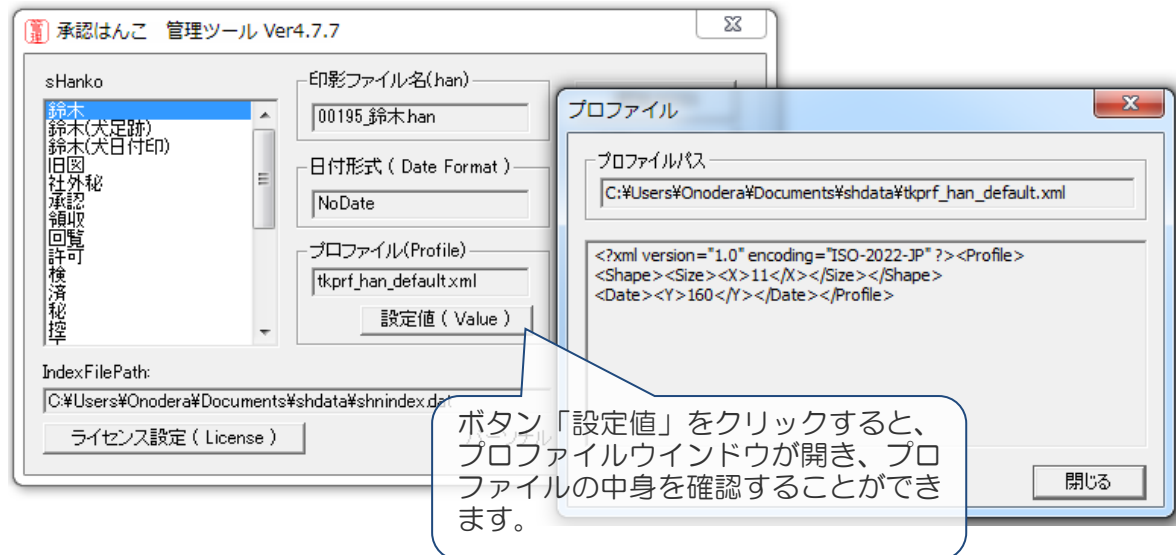 承認はんこ 管理ツール Ver4.7.7
sHanko
鈴木
鈴木(犬足跡)
鈴木(犬日付印)
旧図
社外秘
承認
領収
回覧
許可
検
済
秘
控
印影ファイル名(han)
00195_鈴木.han
日付形式 ( Date Format )
NoDate
プロファイル(Profile)
tkprf_han_default.xml
設定値 ( Value )
IndexFilePath:
C:¥Users¥Onodera¥Documents¥shdata¥shnindex.dat
ライセンス設定 ( License )
プロファイル
プロファイルパス
C:¥Users¥Onodera¥Documents¥shdata¥tkprf_han_default.xml
<?xml version="1.0" encoding="ISO-2022-JP" ?><Profile>
<Shape><Size><X>11</X></Size></Shape>
<Date><Y>160</Y></Date></Profile>
閉じる
ボタン「設定値」をクリックすると、
プロファイルウインドウが開き、プロ
ファイルの中身を確認することができ
ます。